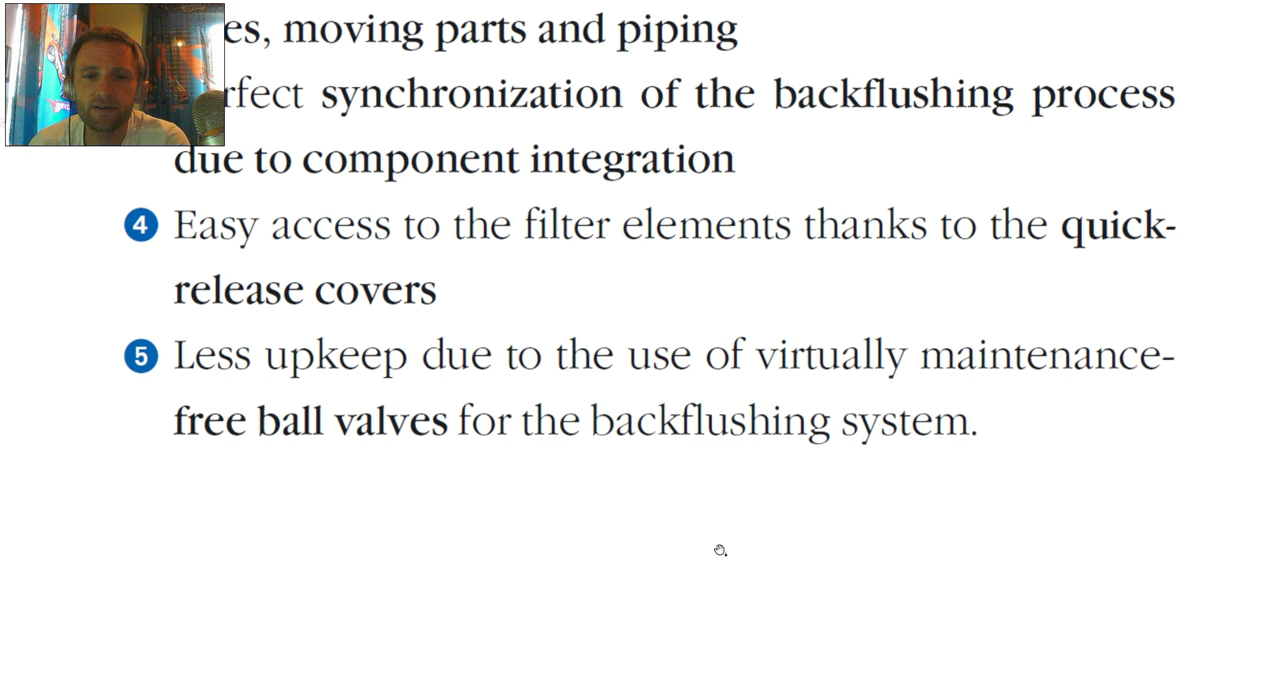 es, moving parts and piping
rfect synchronization of the backflushing process
due to component integration
4 Easy access to the filter elements thanks to the quick-
release covers
5 Less upkeep due to the use of virtually maintenance-
free ball valves for the backflushing system.